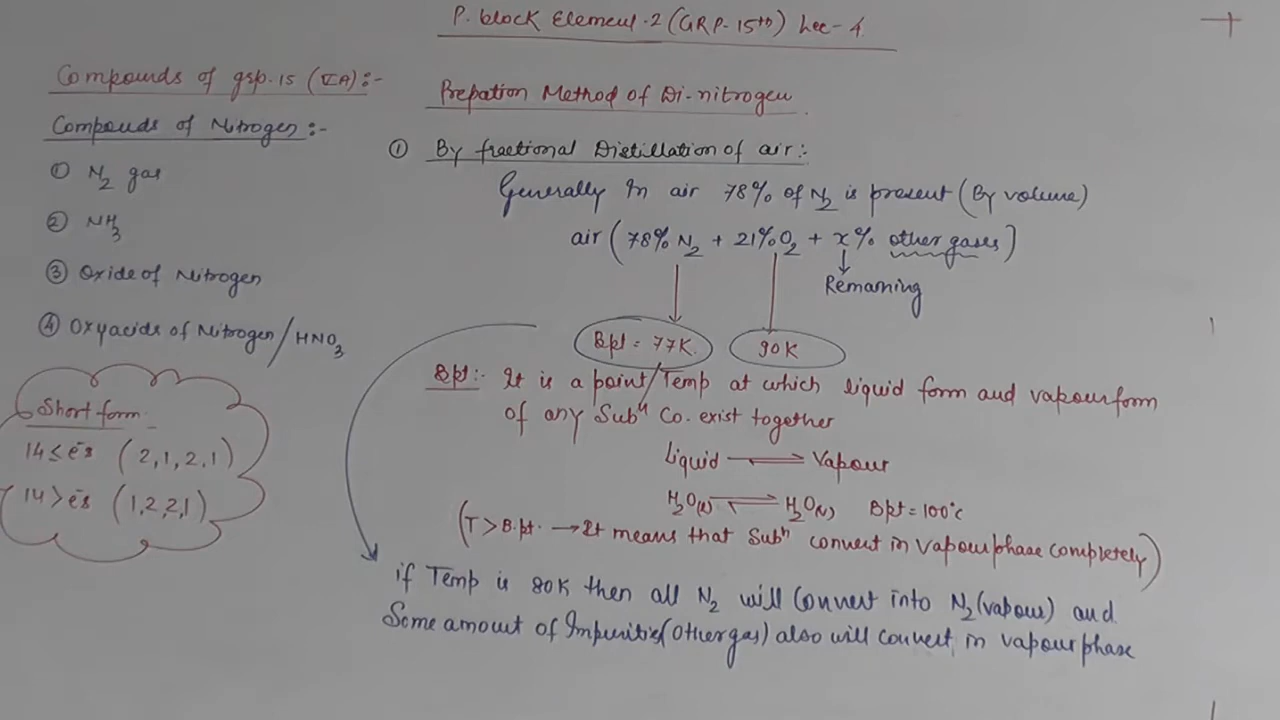 P. block Element-2 (GRP-15th) Lec-4
Compounds of grp.15 (VA):-
Compouds of Nitrogen:-
① N2 gas
② NH3
③ Oxide of Nitrogen
④ Oxyacids of Nitrogen/HNO3
Short form
14≤ēs (2,1,2,1)
14>ēs (1,2,2,1)
Prepation Method of Di-nitrogen
① By fractional Distillation of air:-
Generally In air 78% of N2 is present (By volume)
air (78% N2 + 21% O2 + x% other gases)
Remaning
Bpt = 77K. 90K
Bpt:- It is a point/Temp at which liquid form and vapour form
of any Subn Co. exist together
Liquid ⇌ Vapour
H2O(l) ⇌ H2O(v) Bpt = 100°c
(T > B.pt. → It means that Subn convert in vapour phase completely)
if Temp is 80K then all N2 will Convert into N2(vapour) and
Some amount of Impurities(Other gas) also will convert in vapour phase